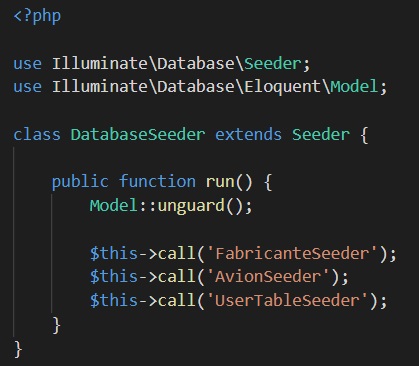 <?php
use Illuminate\Database\Seeder;
use Illuminate\Database\Eloquent\Model;
class DatabaseSeeder extends Seeder {
public function run() {
Model::unguard();
$this->call('FabricanteSeeder');
$this->call('AvionSeeder');
$this->call('UserTableSeeder');
}
}